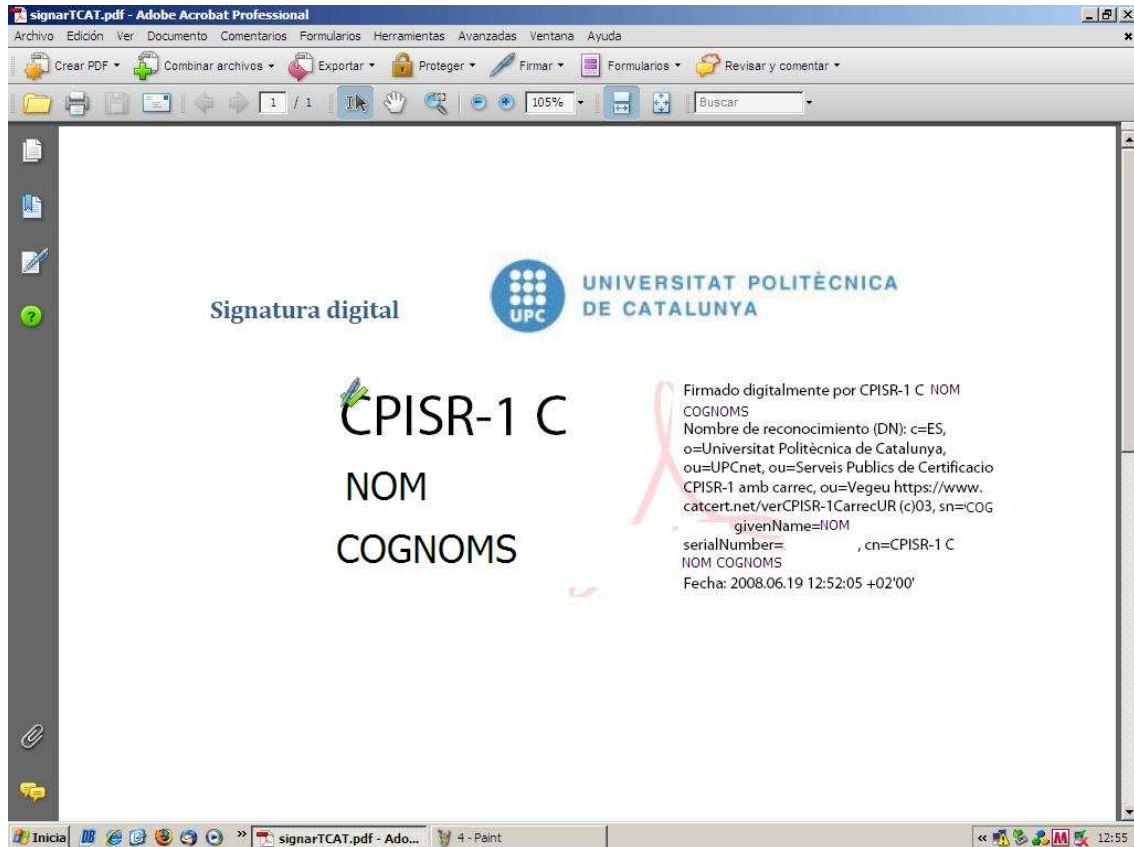 signarTCAT.pdf - Adobe Acrobat Professional
Archivo Edición Ver Documento Comentarios Formularios Herramientas Avanzadas Ventana Ayuda
Crear PDF Combinar archivos Exportar Proteger Firmar Formularios Revisar y comentar
1 / 1 105% Buscar
Signatura digital
UPC
UNIVERSITAT POLITÈCNICA
DE CATALUNYA
CPISR-1 C
NOM
COGNOMS
Firmado digitalmente por CPISR-1 C NOM
COGNOMS
Nombre de reconocimiento (DN): c=ES,
o=Universitat Politècnica de Catalunya,
ou=UPCnet, ou=Serveis Publics de Certificacio
CPISR-1 amb carrec, ou=Vegeu https://www.
catcert.net/verCPISR-1CarrecUR (c)03, sn=COG
givenName=NOM
serialNumber= , cn=CPISR-1 C
NOM COGNOMS
Fecha: 2008.06.19 12:52:05 +02'00'
Inicia » signarTCAT.pdf - Ado... 4 - Paint « 12:55